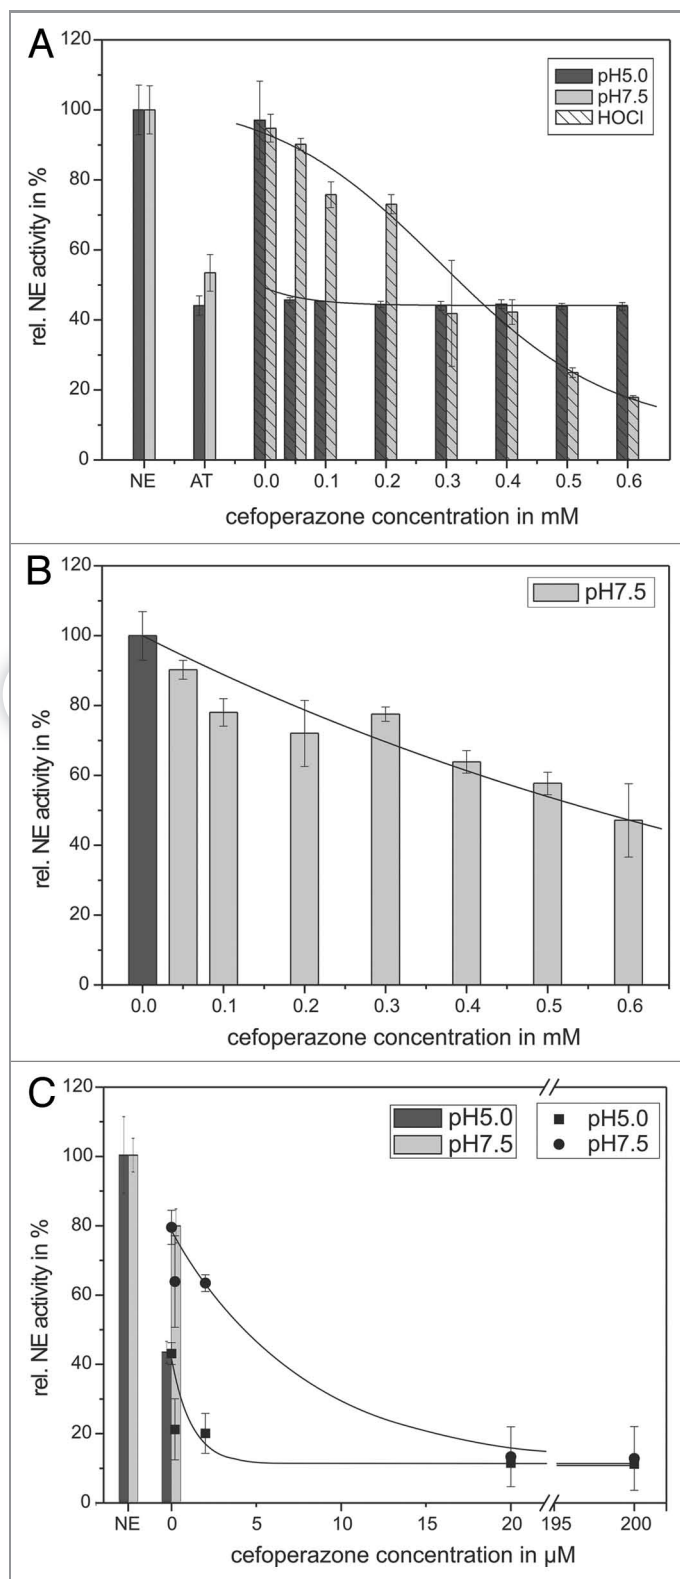 A
120
100
80
60
40
20
0
rel. NE activity in %
pH5.0
pH7.5
HOCl
NE AT 0.0 0.1 0.2 0.3 0.4 0.5 0.6
cefoperazone concentration in mM
B
120
100
80
60
40
20
0
rel. NE activity in %
pH7.5
0.0 0.1 0.2 0.3 0.4 0.5 0.6
cefoperazone concentration in mM
C
120
100
80
60
40
20
0
rel. NE activity in %
pH5.0 pH5.0
pH7.5 pH7.5
NE 0 5 10 15 20 195 200
cefoperazone concentration in µM